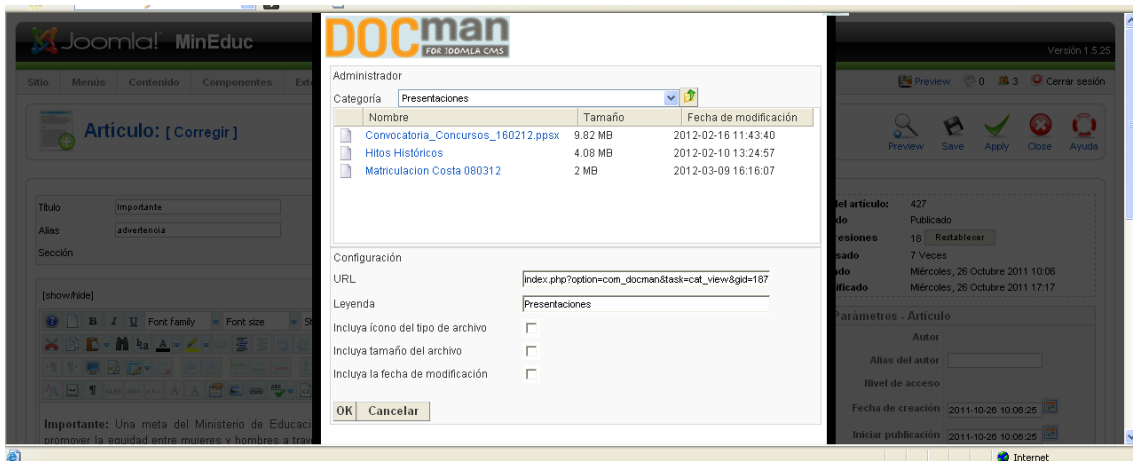 DOCman
FOR JOOMLA CMS
Joomla! MinEduc
Versión 1.5.25
Sitio Menús Contenido Componentes
Preview 0 3 Cerrar sesión
Artículo: [ Corregir ]
Preview Save Apply Close Ayuda
Administrador
Categoría Presentaciones
Nombre Tamaño Fecha de modificación
Convocatoria_Concursos_160212.ppsx 9.82 MB 2012-02-16 11:43:40
Hitos Históricos 4.08 MB 2012-02-10 13:24:57
Matriculacion Costa 080312 2 MB 2012-03-09 16:16:07
Título Importante
Alias advertencia
Sección
del artículo: 427
Publicado
18 Restablecer
7 Veces
Miércoles, 26 Octubre 2011 10:06
Miércoles, 26 Octubre 2011 17:17
Configuración
URL index.php?option=com_docman&task=cat_view&gid=187
Leyenda Presentaciones
Incluya ícono del tipo de archivo
Incluya tamaño del archivo
Incluya la fecha de modificación
OK Cancelar
[show/hide]
B I U Font family Font size
Importante: Una meta del Ministerio de Educaci
promover la equidad entre mujeres y hombres a trav
Parámetros - Artículo
Autor
Alias del autor
Nivel de acceso
Fecha de creación 2011-10-26 10:06:25
Iniciar publicación 2011-10-26 10:06:25
Internet